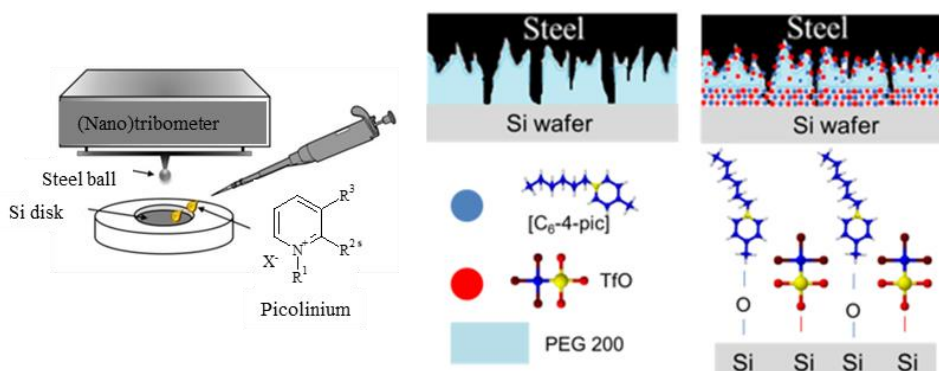 (Nano)tribometer
Steel ball
Si disk
R³
R²ˢ
N⁺
X⁻
R¹
Picolinium
Steel
Si wafer
[C₆-4-pic]
TfO
PEG 200
Steel
Si wafer
O O
Si Si Si Si